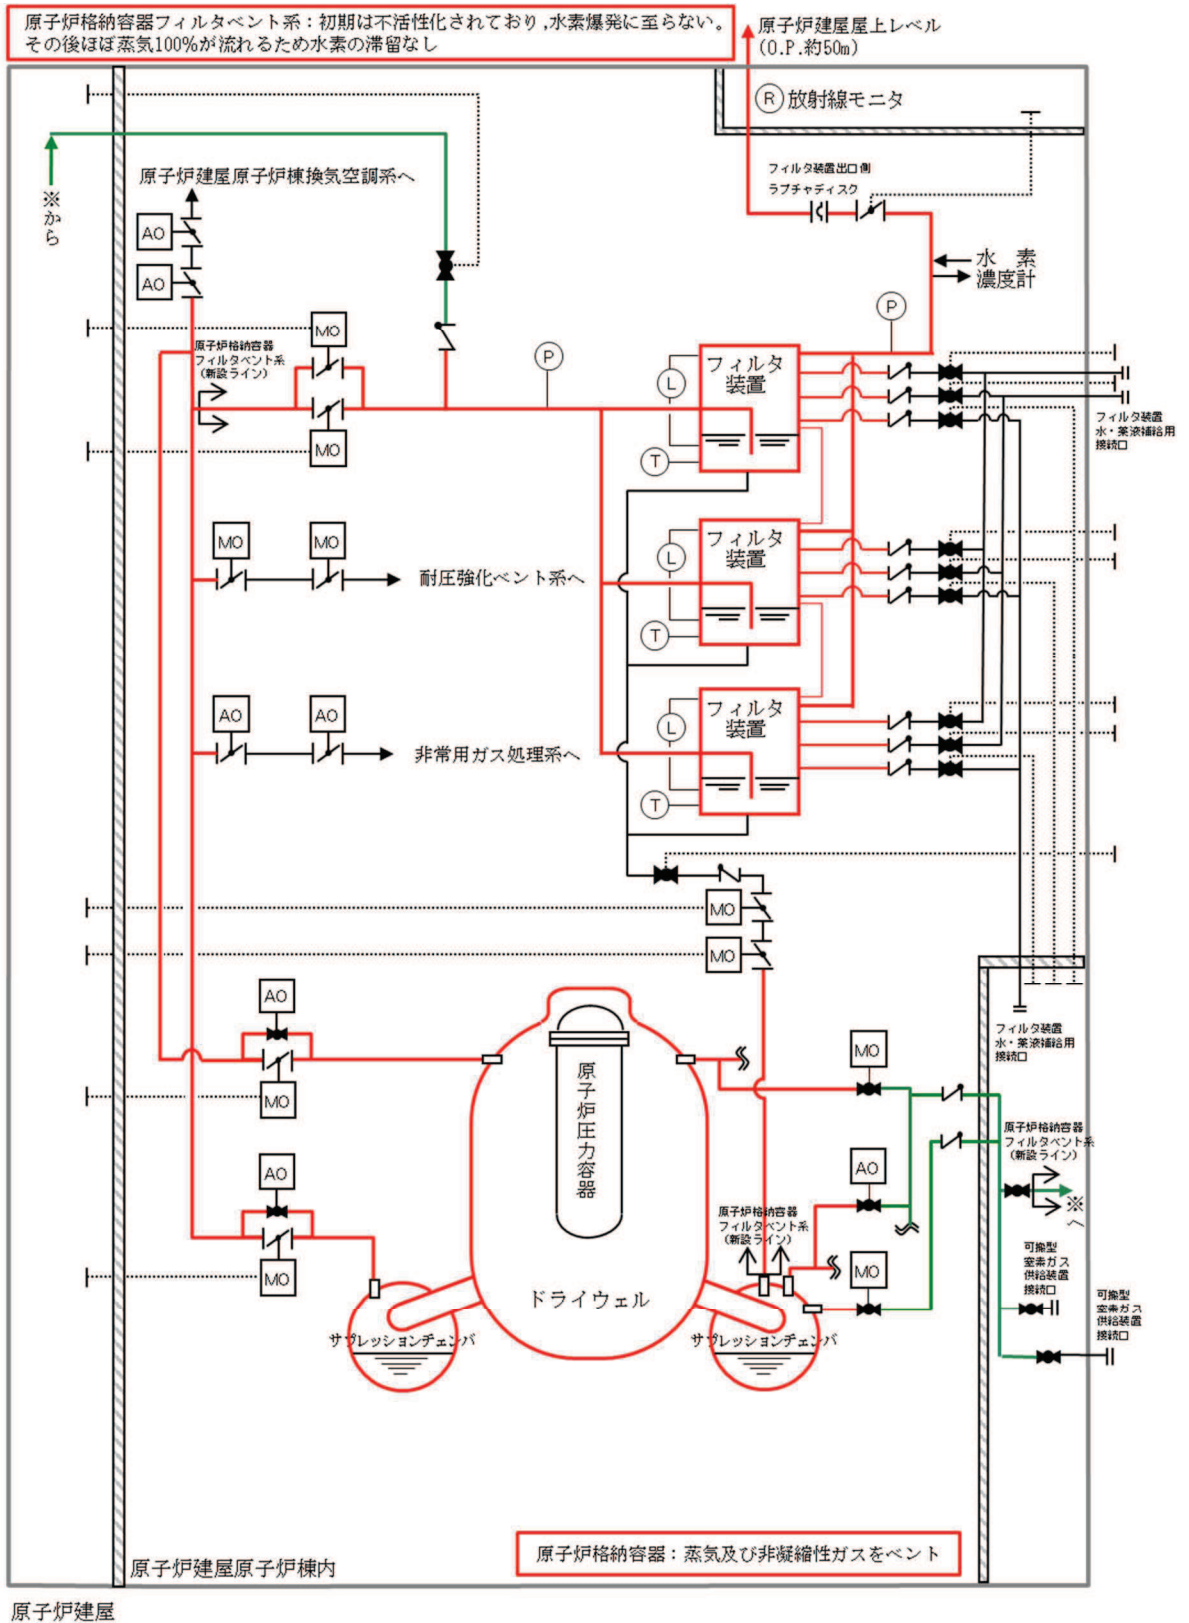 原子炉格納容器フィルタベント系：初期は不活性化されており,水素爆発に至らない。
その後ほぼ蒸気100%が流れるため水素の滞留なし
原子炉建屋屋上レベル
(O.P.約50m)
R 放射線モニタ
※から
原子炉建屋原子炉棟換気空調系へ
AO
AO
フィルタ装置出口側
ラプチャディスク
水素
濃度計
P
MO
原子炉格納容器
フィルタベント系
(新設ライン)
P
MO
L
フィルタ
装置
T
フィルタ装置
水・薬液補給用
接続口
MO
MO
耐圧強化ベント系へ
L
フィルタ
装置
T
AO
AO
非常用ガス処理系へ
L
フィルタ
装置
T
MO
MO
AO
MO
原子炉圧力容器
フィルタ装置
水・薬液補給用
接続口
MO
AO
MO
原子炉格納容器
フィルタベント系
(新設ライン)
※へ
AO
原子炉格納容器
フィルタベント系
(新設ライン)
MO
可搬型
窒素ガス
供給装置
接続口
可搬型
窒素ガス
供給装置
接続口
ドライウェル
サプレッションチェンバ
サプレッションチェンバ
原子炉格納容器：蒸気及び非凝縮性ガスをベント
原子炉建屋原子炉棟内
原子炉建屋